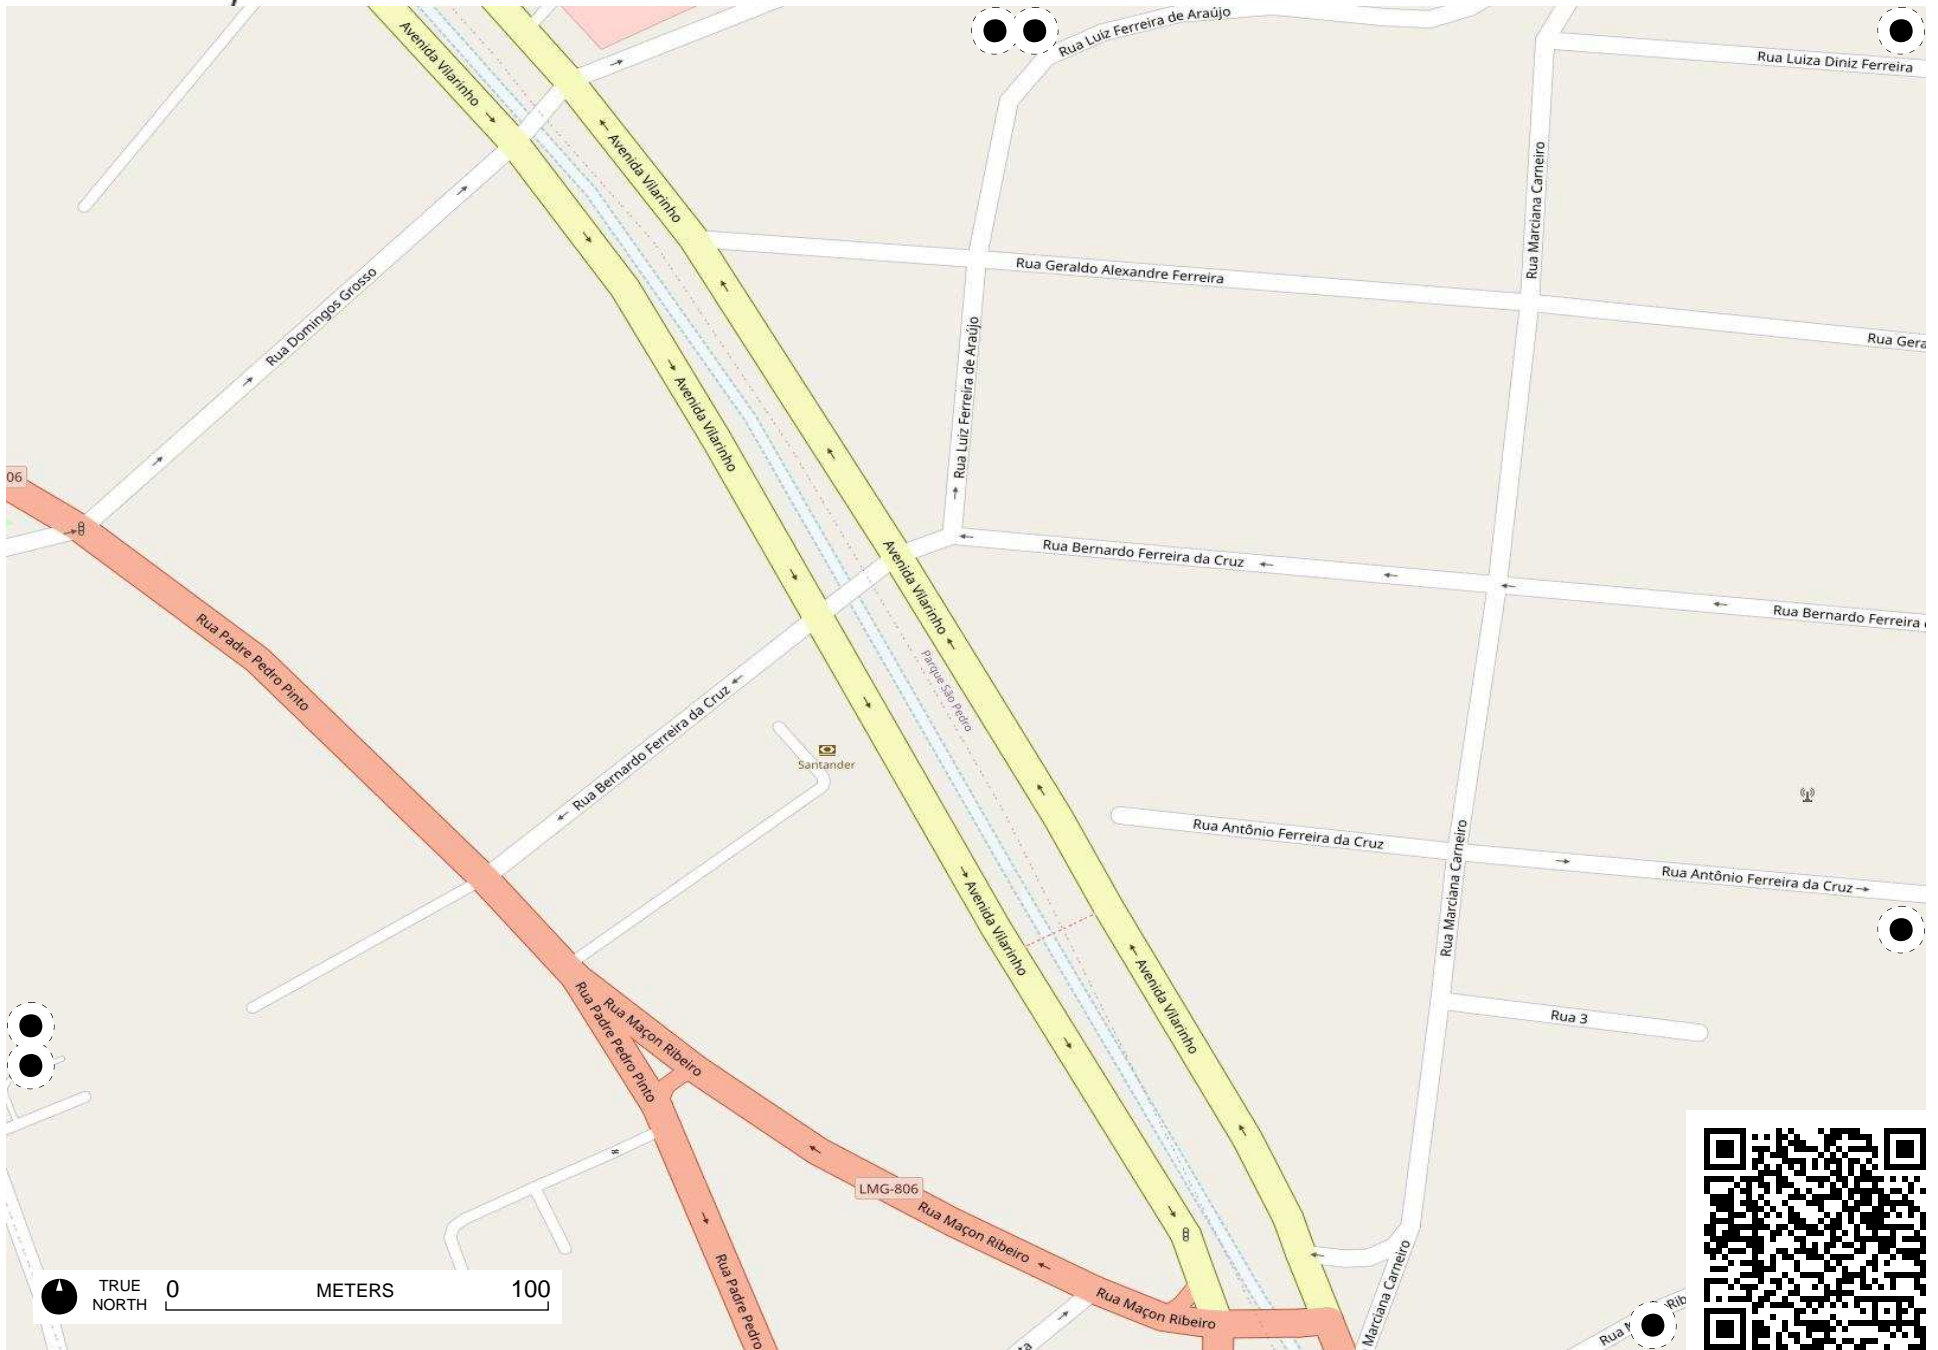 Rua Luiz Ferreira de Araújo
Rua Luiza Diniz Ferreira
Avenida Vilarinho
Avenida Vilarinho
Rua Marciana Carneiro
Rua Geraldo Alexandre Ferreira
Rua Gera
Rua Domingos Grosso
Rua Luiz Ferreira de Araújo
Avenida Vilarinho
06
Rua Bernardo Ferreira da Cruz
Rua Bernardo Ferreira
Avenida Vilarinho
Rua Padre Pedro Pinto
Parque São Pedro
Rua Bernardo Ferreira da Cruz
Santander
Rua Antônio Ferreira da Cruz
Rua Antônio Ferreira da Cruz
Rua Marciana Carneiro
Avenida Vilarinho
Avenida Vilarinho
Rua 3
Rua Maçon Ribeiro
Rua Padre Pedro Pinto
LMG-806
Rua Maçon Ribeiro
Rua Maçon Ribeiro
Rua Padre Pedro
Marciana Carneiro
Rua M
Rib
ta
TRUE
NORTH
0 METERS 100